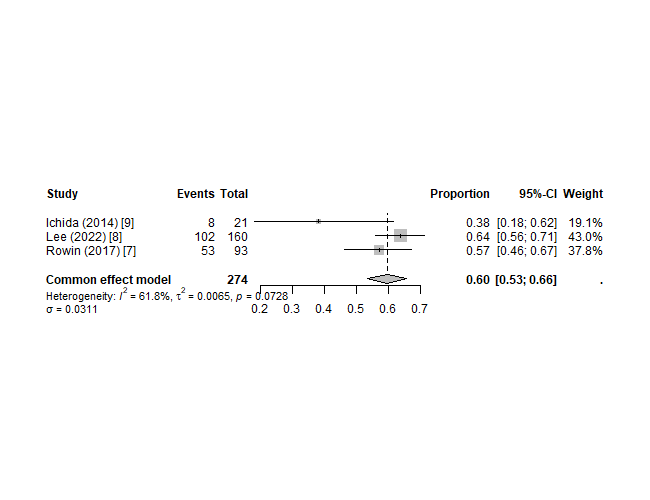 Study Events Total Proportion 95%-CI Weight
Ichida (2014) [9] 8 21 0.38 [0.18; 0.62] 19.1%
Lee (2022) [8] 102 160 0.64 [0.56; 0.71] 43.0%
Rowin (2017) [7] 53 93 0.57 [0.46; 0.67] 37.8%
Common effect model 274 0.60 [0.53; 0.66] .
Heterogeneity: I² = 61.8%, τ² = 0.0065, p = 0.0728
σ = 0.0311
0.2 0.3 0.4 0.5 0.6 0.7